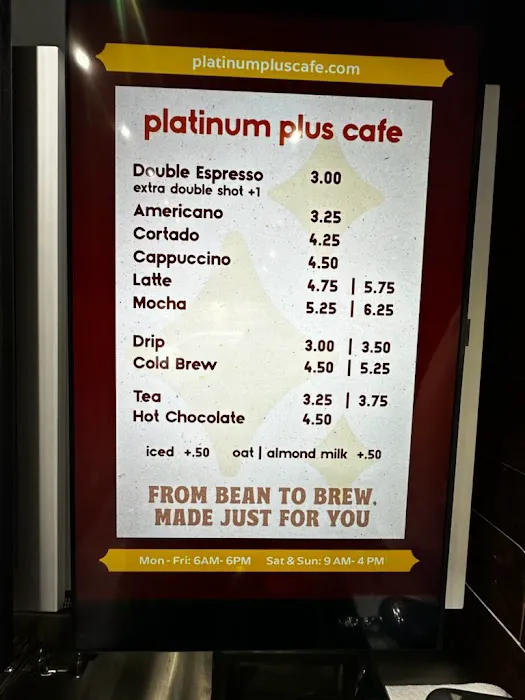 platinumpluscafe.com
platinum plus cafe
Double Espresso 3.00
extra double shot +1
Americano 3.25
Cortado 4.25
Cappuccino 4.50
Latte 4.75 | 5.75
Mocha 5.25 | 6.25
Drip 3.00 | 3.50
Cold Brew 4.50 | 5.25
Tea 3.25 | 3.75
Hot Chocolate 4.50
iced +.50 oat | almond milk +.50
FROM BEAN TO BREW.
MADE JUST FOR YOU
Mon - Fri: 6AM- 6PM Sat & Sun: 9 AM- 4 PM